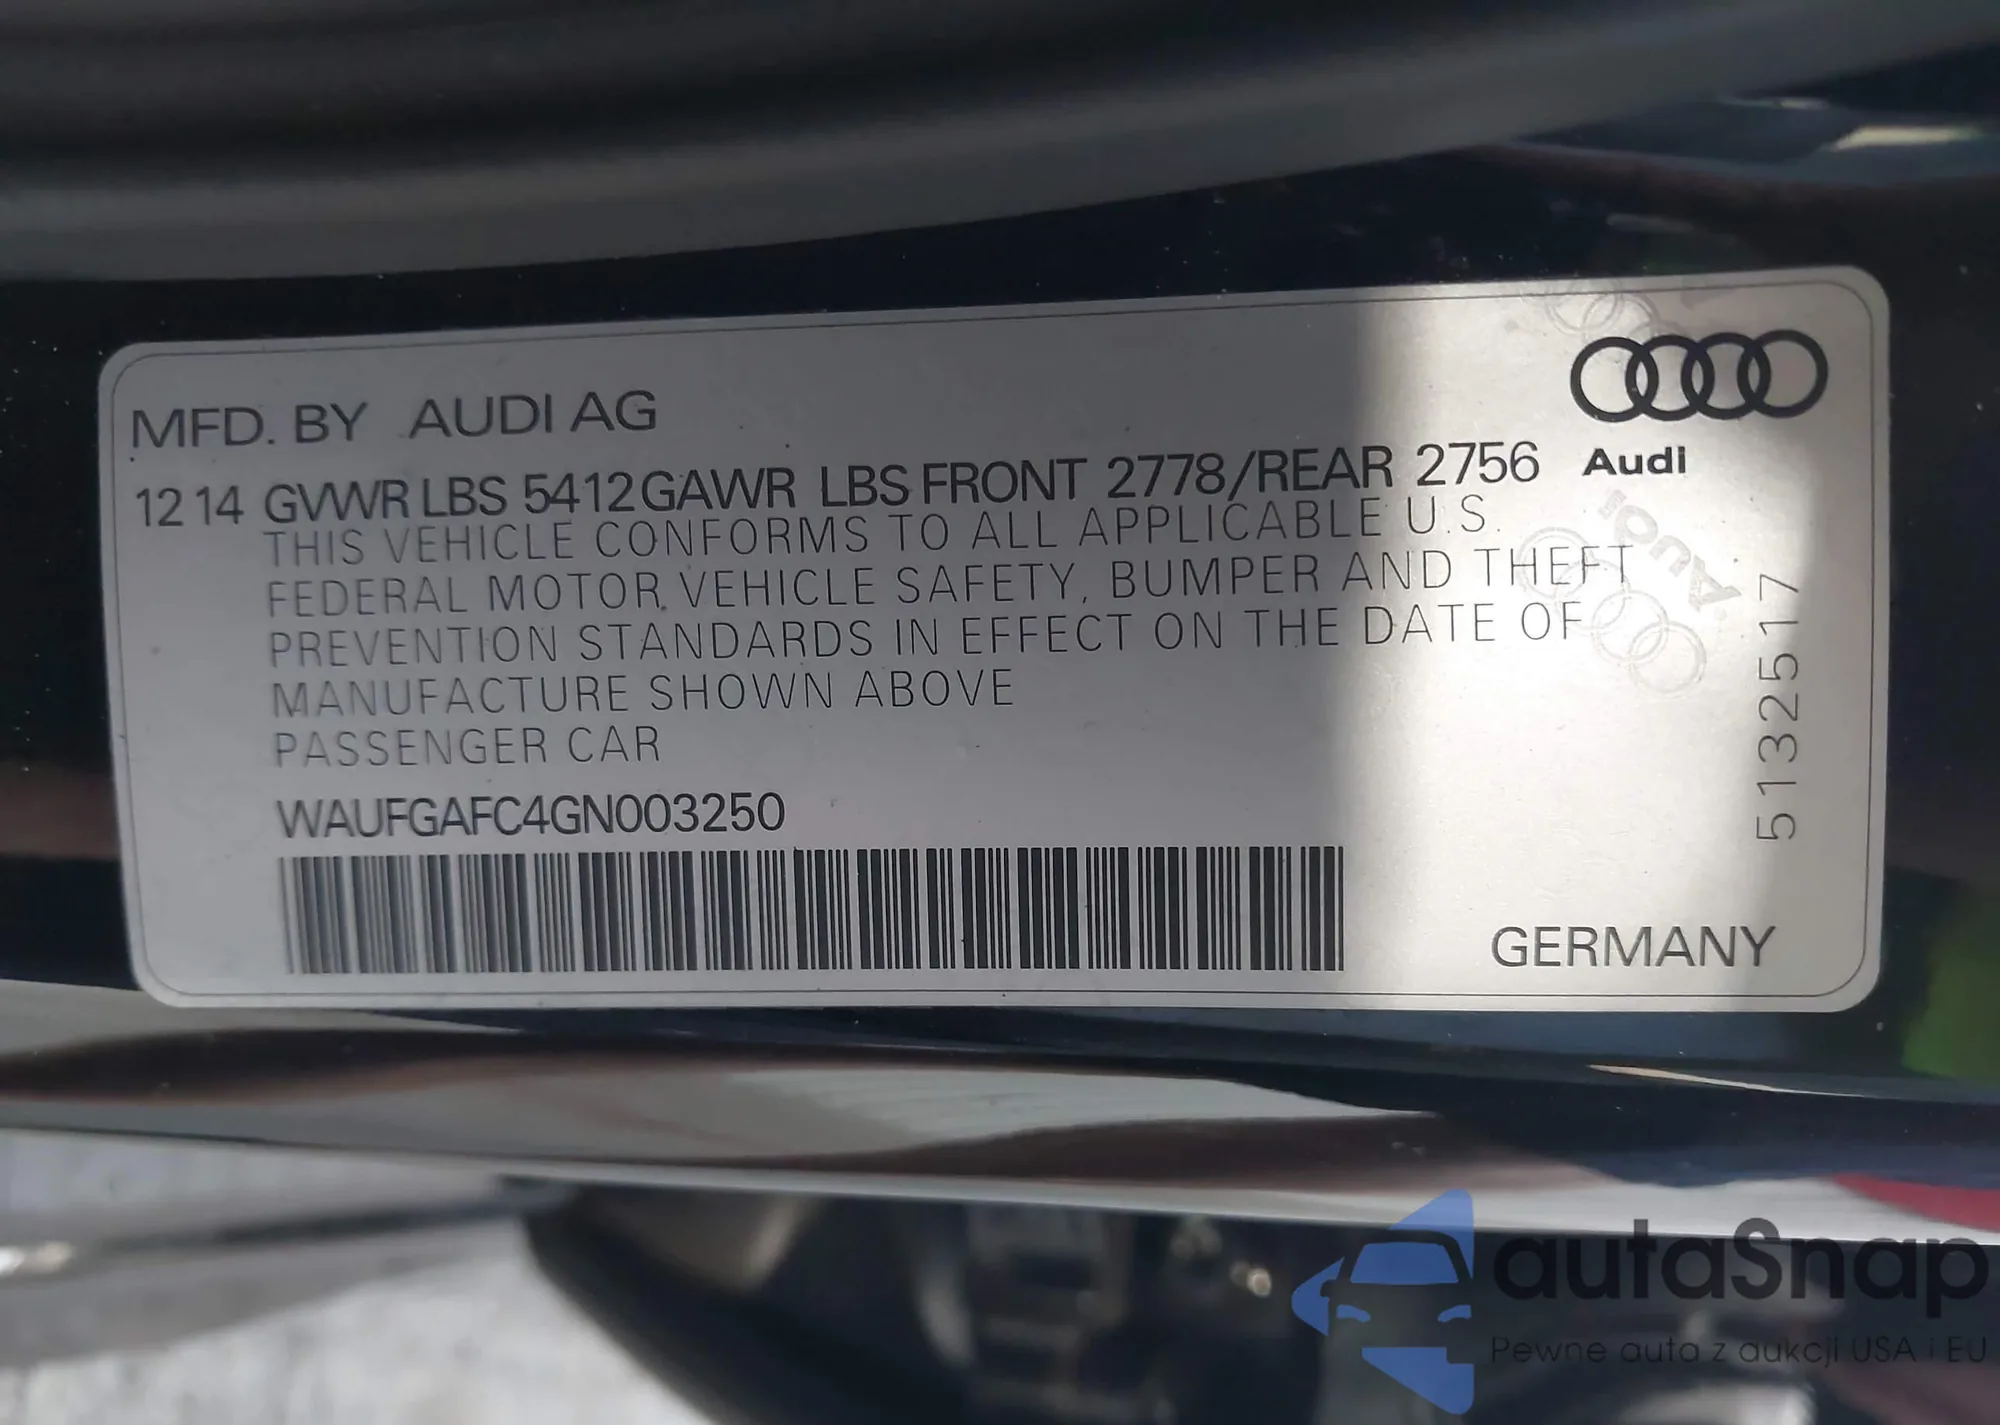 MFD. BY AUDI AG
12 14 GVWR LBS 5412 GAWR LBS FRONT 2778/REAR 2756
Audi
THIS VEHICLE CONFORMS TO ALL APPLICABLE U.S.
FEDERAL MOTOR VEHICLE SAFETY, BUMPER AND THEFT
PREVENTION STANDARDS IN EFFECT ON THE DATE OF
MANUFACTURE SHOWN ABOVE
PASSENGER CAR
WAUFGAFC4GN003250
5132517
GERMANY
Audi
autaSnap
Pewne auta z aukcji USA i EU